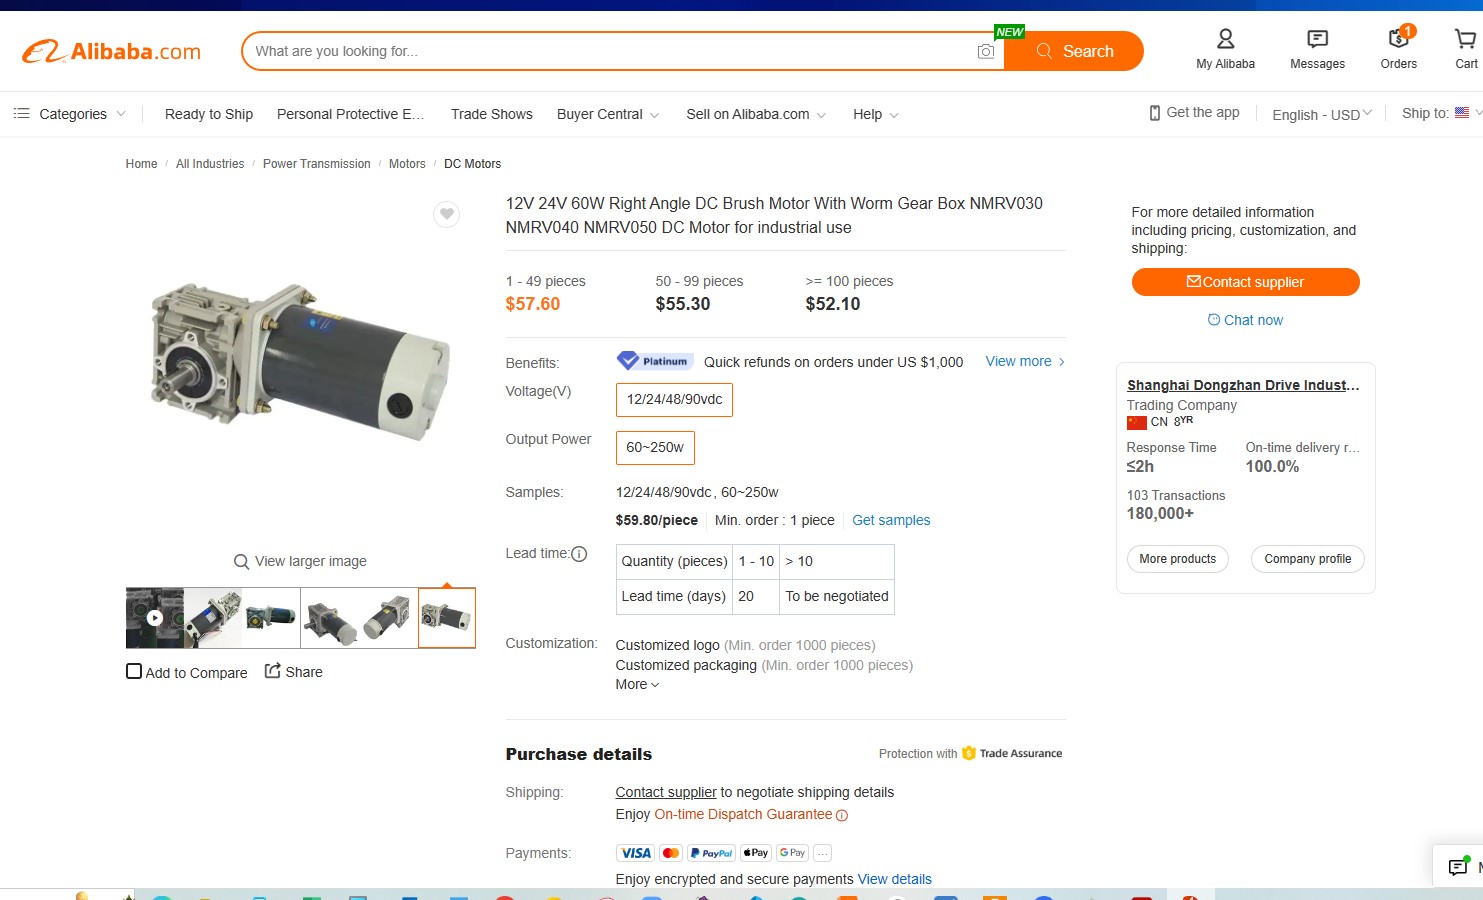 Alibaba.com
What are you looking for...
NEW
Search
My Alibaba
Messages
1
Orders
Cart
Categories
Ready to Ship
Personal Protective E...
Trade Shows
Buyer Central
Sell on Alibaba.com
Help
Get the app
English - USD
Ship to:
Home / All Industries / Power Transmission / Motors / DC Motors
12V 24V 60W Right Angle DC Brush Motor With Worm Gear Box NMRV030
NMRV040 NMRV050 DC Motor for industrial use
1 - 49 pieces
50 - 99 pieces
>= 100 pieces
$57.60
$55.30
$52.10
Benefits:
Platinum
Quick refunds on orders under US $1,000
View more >
Voltage(V)
12/24/48/90vdc
Output Power
60~250w
Samples:
12/24/48/90vdc, 60~250w
$59.80/piece
Min. order : 1 piece
Get samples
Lead time:
Quantity (pieces) 1 - 10 > 10
Lead time (days) 20 To be negotiated
Customization:
Customized logo (Min. order 1000 pieces)
Customized packaging (Min. order 1000 pieces)
More
View larger image
Add to Compare
Share
Purchase details
Protection with Trade Assurance
Shipping:
Contact supplier to negotiate shipping details
Enjoy On-time Dispatch Guarantee
Payments:
VISA
PayPal
Pay
G Pay
...
Enjoy encrypted and secure payments View details
For more detailed information
including pricing, customization, and
shipping:
Contact supplier
Chat now
Shanghai Dongzhan Drive Indust...
Trading Company
CN 8YR
Response Time
On-time delivery r...
≤2h
100.0%
103 Transactions
180,000+
More products
Company profile